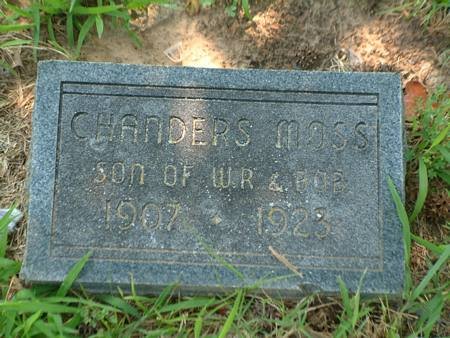 CHANDERS MOSS
SON OF W.R & BOB
1907 - 1923